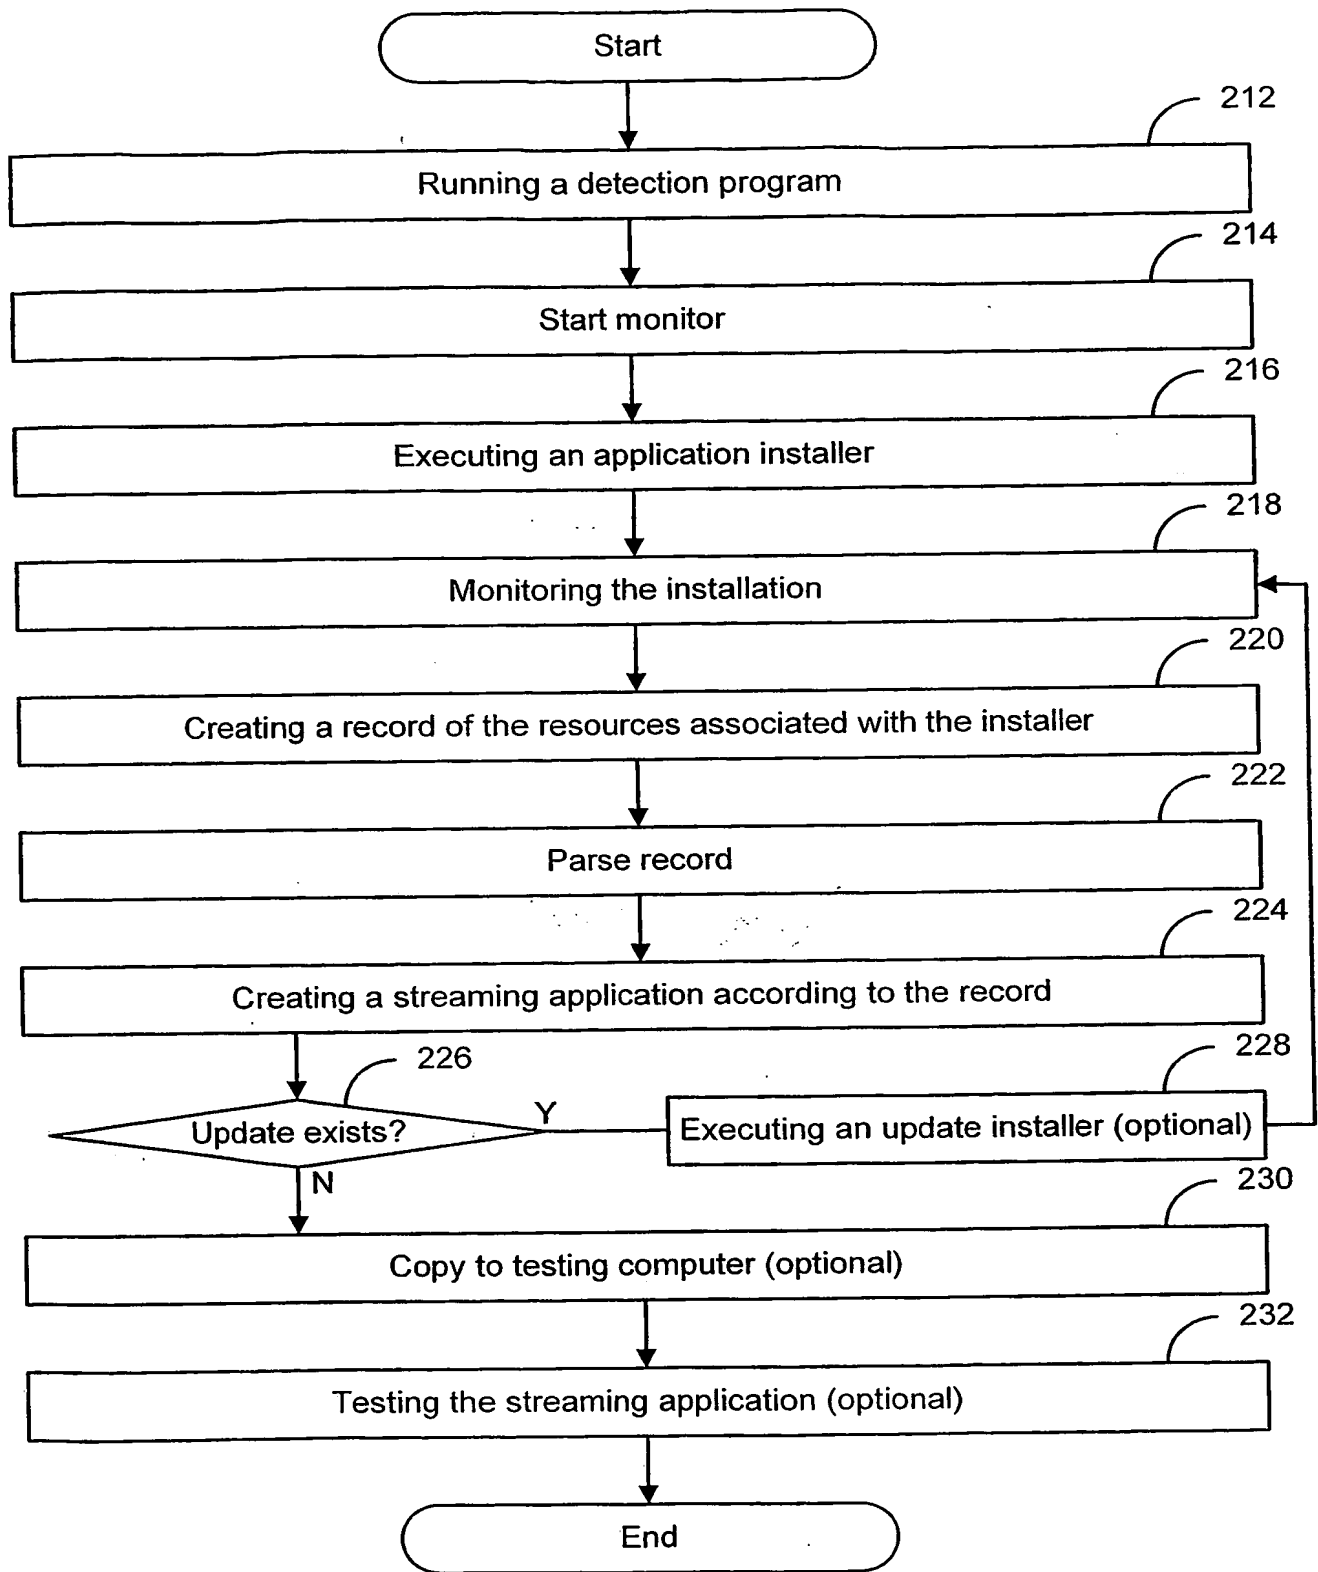 Start
212
Running a detection program
214
Start monitor
216
Executing an application installer
218
Monitoring the installation
220
Creating a record of the resources associated with the installer
222
Parse record
224
Creating a streaming application according to the record
226
228
Update exists?
Y
Executing an update installer (optional)
N
230
Copy to testing computer (optional)
232
Testing the streaming application (optional)
End